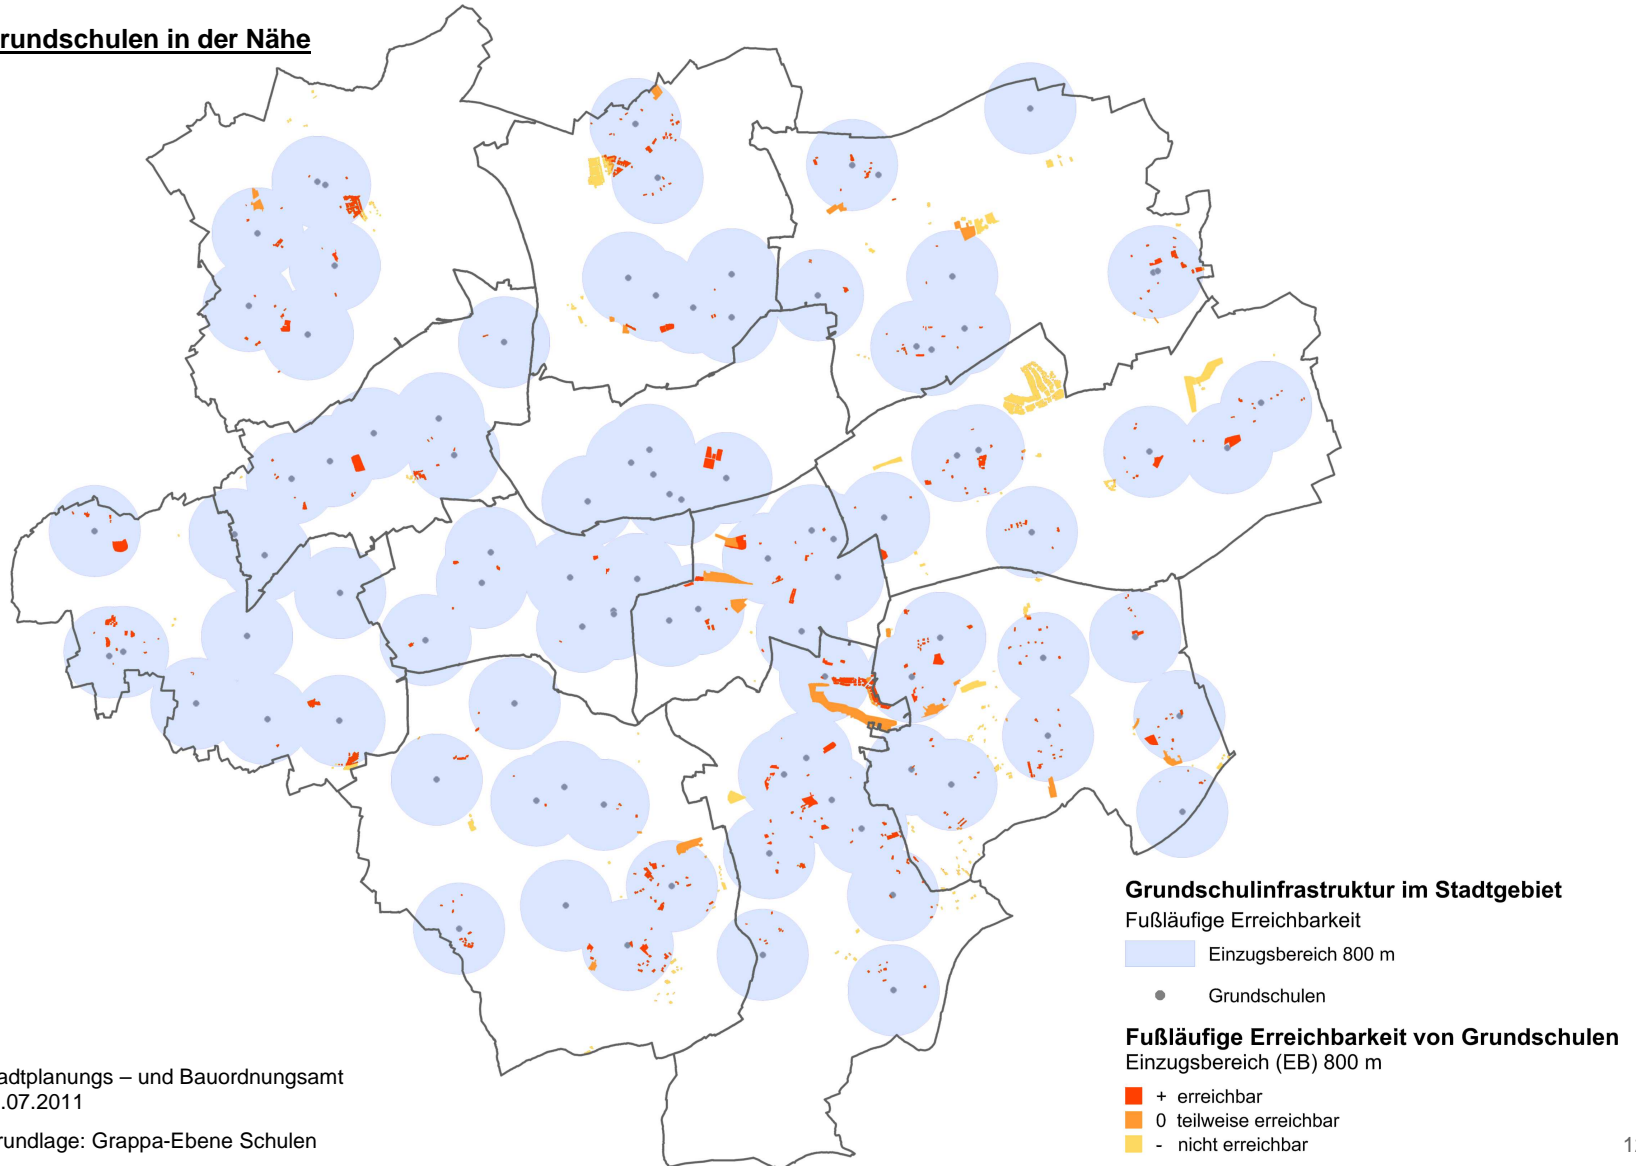 rundschulen in der Nähe
Grundschulinfrastruktur im Stadtgebiet
Fußläufige Erreichbarkeit
Einzugsbereich 800 m
Grundschulen
Fußläufige Erreichbarkeit von Grundschulen
Einzugsbereich (EB) 800 m
+ erreichbar
0 teilweise erreichbar
- nicht erreichbar
adtplanungs – und Bauordnungsamt
.07.2011
rundlage: Grappa-Ebene Schulen